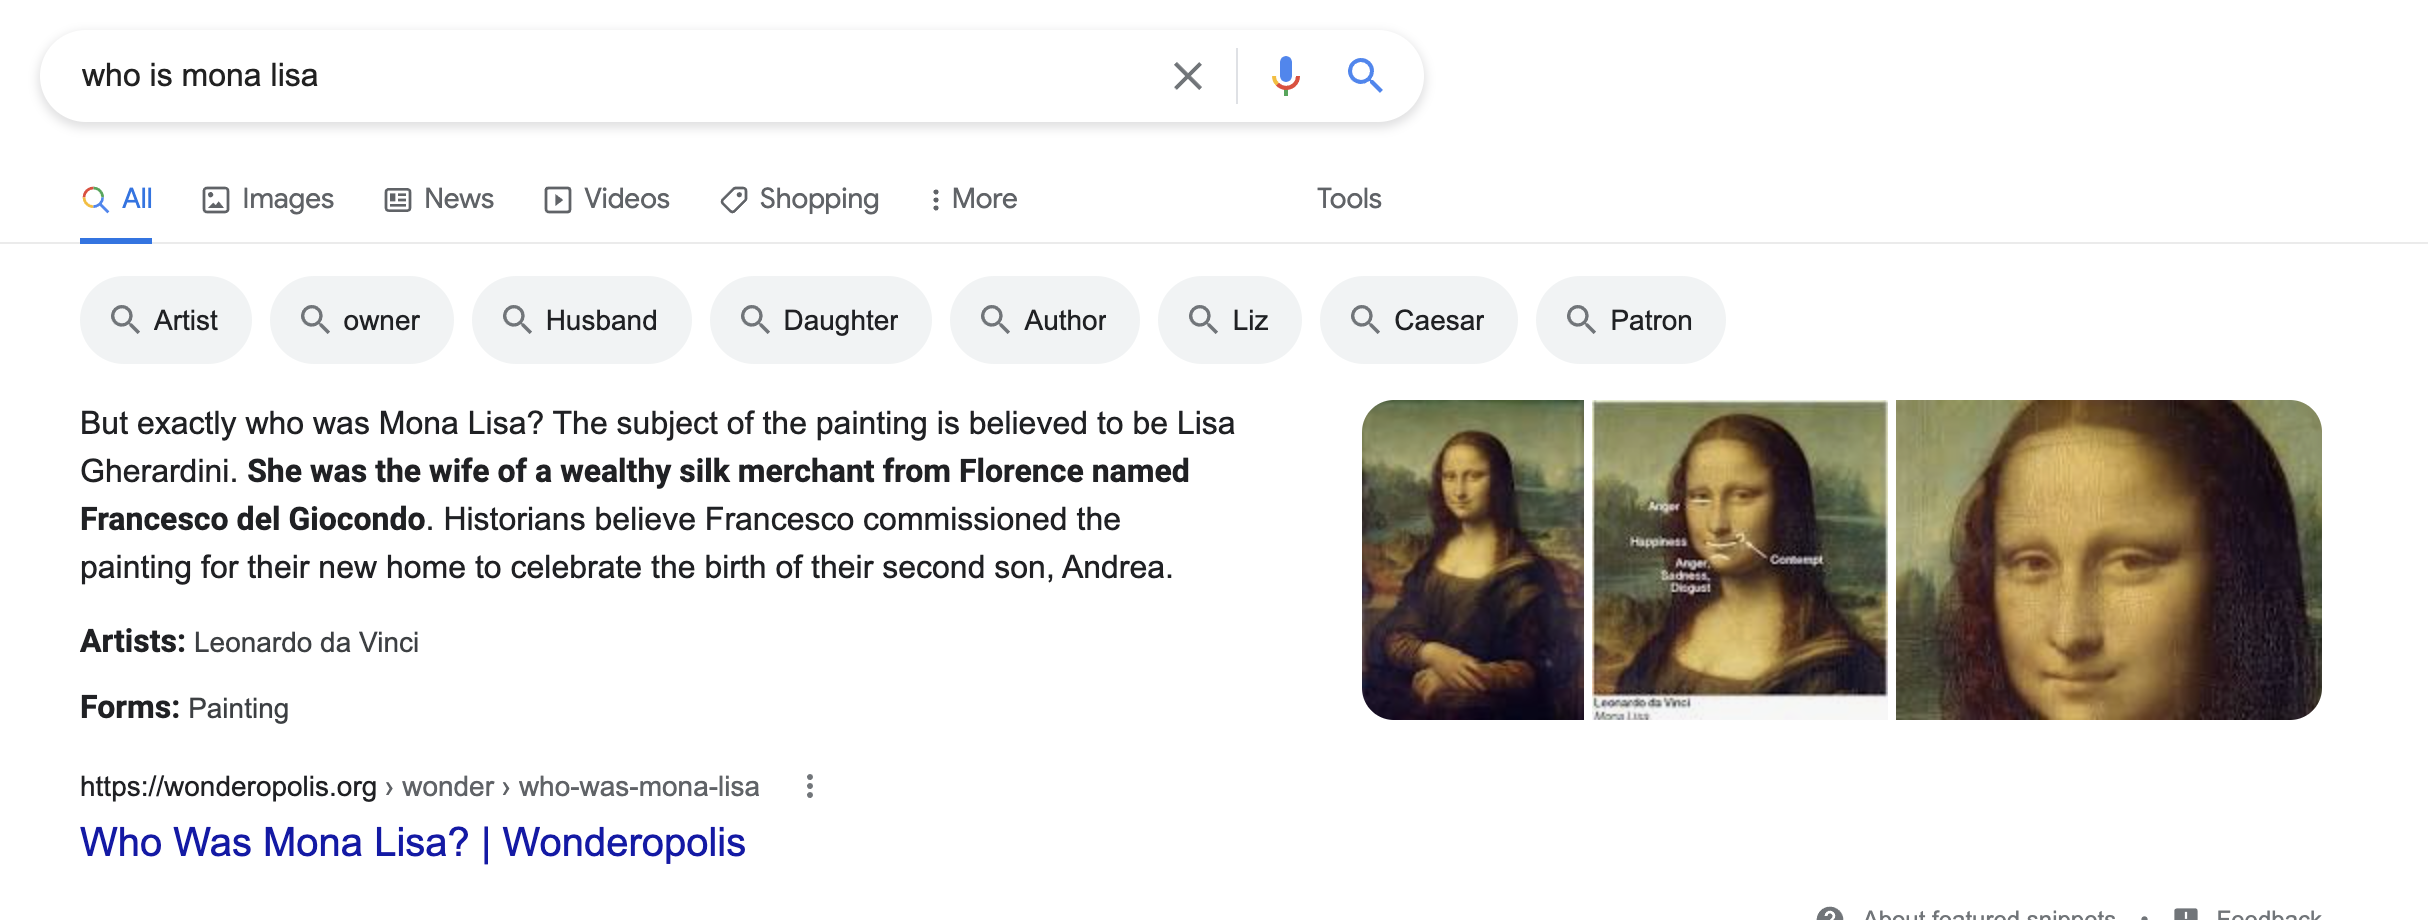 who is mona lisa
All Images News Videos Shopping More Tools
Artist owner Husband Daughter Author Liz Caesar Patron
But exactly who was Mona Lisa? The subject of the painting is believed to be Lisa
Gherardini. She was the wife of a wealthy silk merchant from Florence named
Francesco del Giocondo. Historians believe Francesco commissioned the
painting for their new home to celebrate the birth of their second son, Andrea.
Anger
Happiness
Contempt
Anger,
Sadness,
Disgust
Leonardo da Vinci
Mona Lisa
Artists: Leonardo da Vinci
Forms: Painting
https://wonderopolis.org › wonder › who-was-mona-lisa
Who Was Mona Lisa? | Wonderopolis
About featured snippets • Feedback